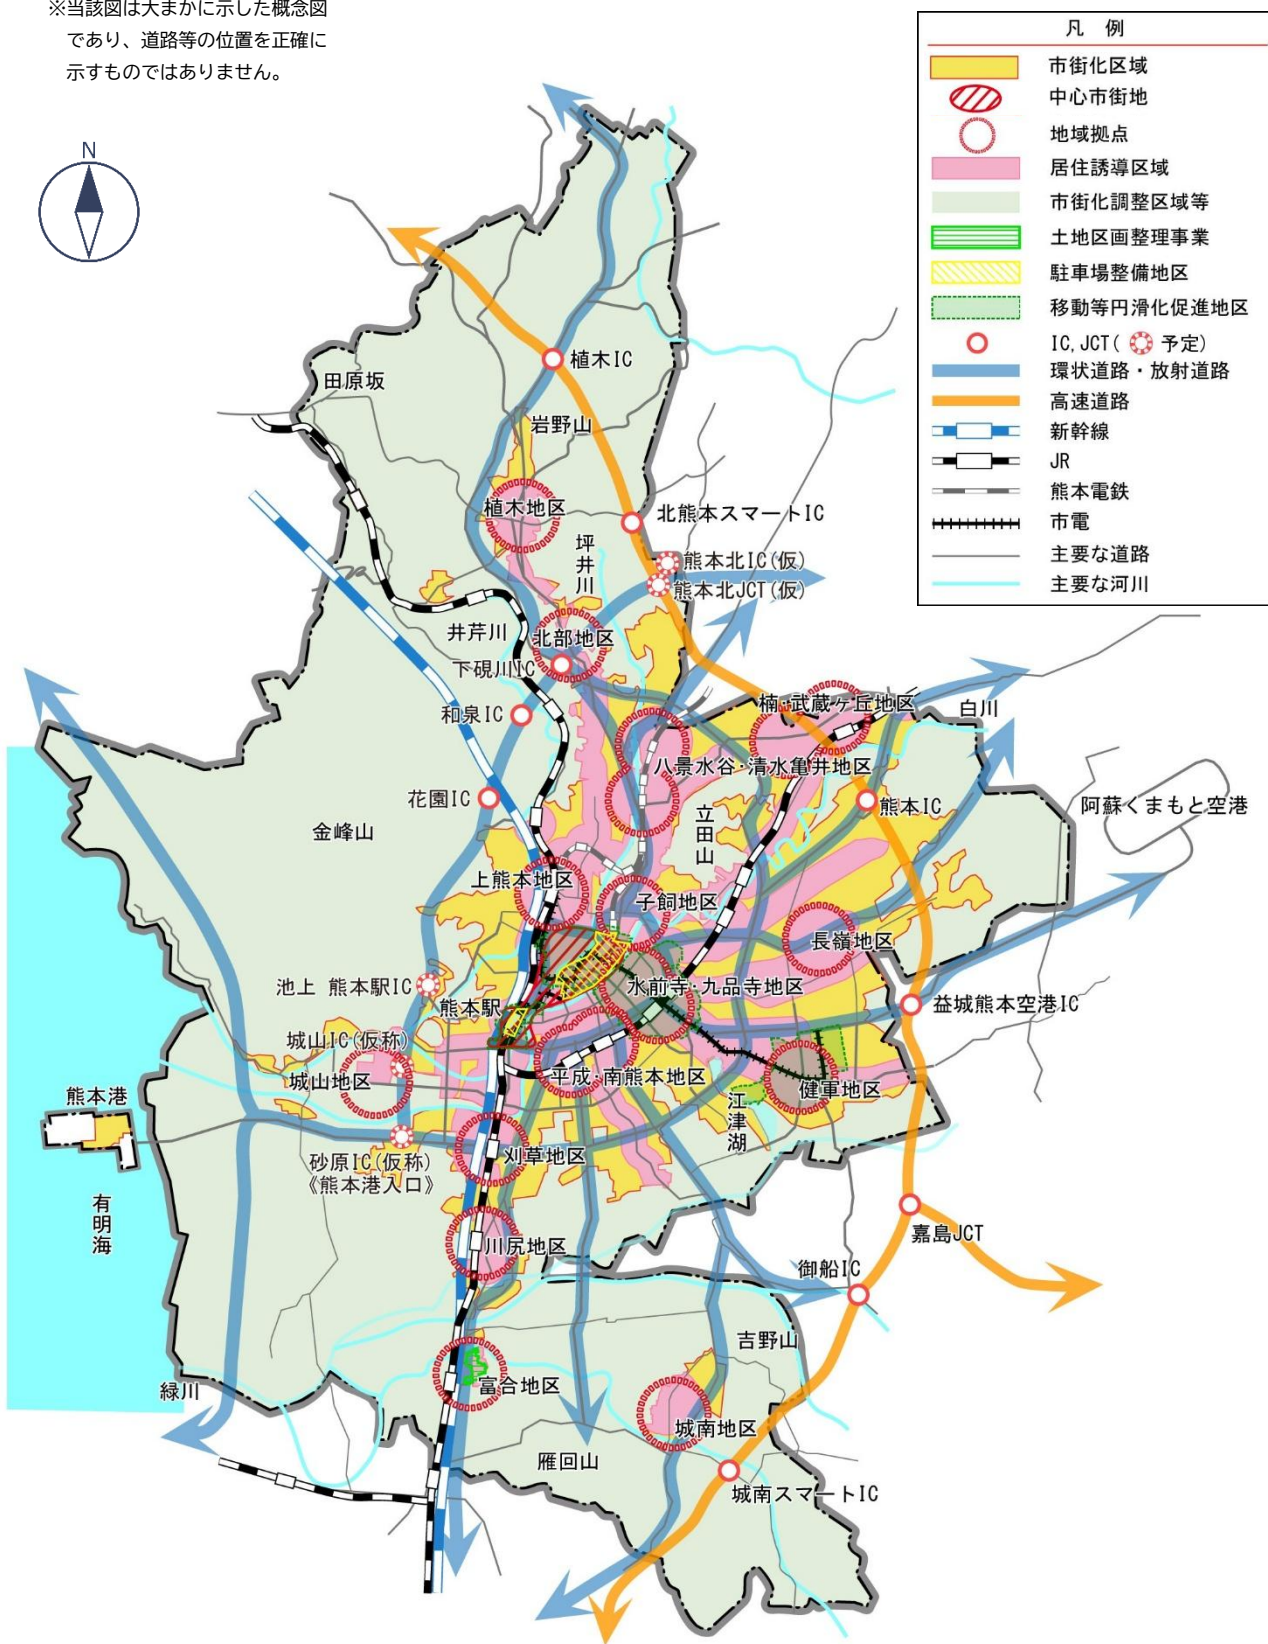 ※当該図は大まかに示した概念図
であり、道路等の位置を正確に
示すものではありません。
凡 例
市街化区域
中心市街地
地域拠点
居住誘導区域
市街化調整区域等
土地区画整理事業
駐車場整備地区
移動等円滑化促進地区
IC,JCT( 予定)
環状道路・放射道路
高速道路
新幹線
JR
熊本電鉄
市電
主要な道路
主要な河川
N
植木IC
田原坂
岩野山
植木地区
北熊本スマートIC
坪井川
熊本北IC(仮)
熊本北JCT(仮)
井芹川
北部地区
下硯川IC
和泉IC
楠・武蔵ヶ丘地区
白川
八景水谷・清水亀井地区
花園IC
熊本IC
阿蘇くまもと空港
金峰山
立田山
上熊本地区
子飼地区
長嶺地区
池上 熊本駅IC
水前寺・九品寺地区
熊本駅
益城熊本空港IC
城山IC(仮称)
城山地区
平成・南熊本地区
健軍地区
熊本港
江津湖
砂原IC(仮称)
《熊本港入口》
刈草地区
有明海
川尻地区
嘉島JCT
御船IC
吉野山
緑川
富合地区
城南地区
雁回山
城南スマートIC